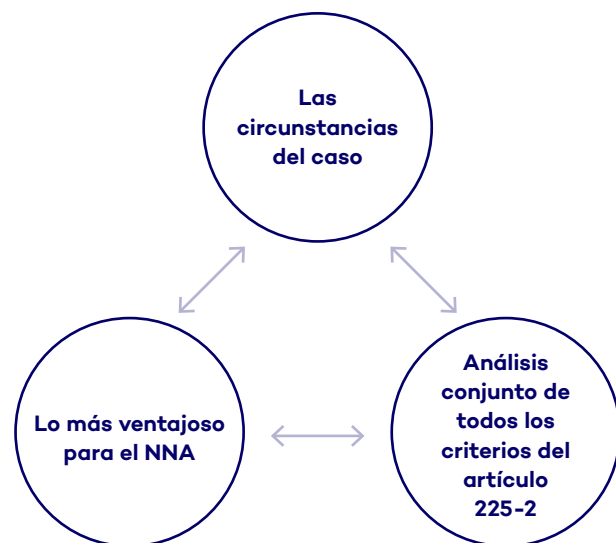 Las
circunstancias
del caso
Lo más ventajoso
para el NNA
Análisis
conjunto de
todos los
criterios del
artículo
225-2